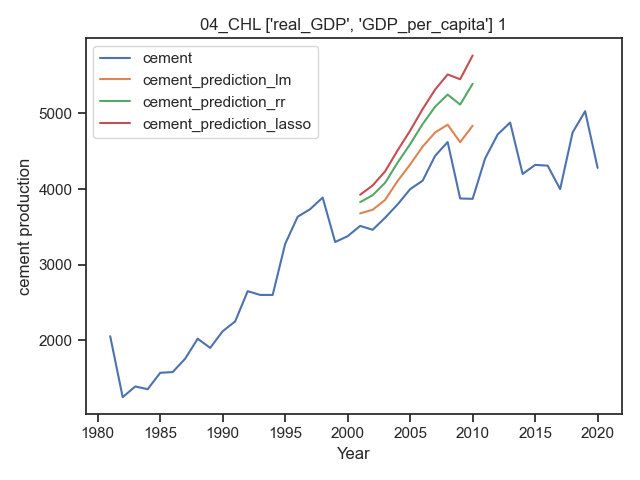 04_CHL ['real_GDP', 'GDP_per_capita'] 1
cement
cement_prediction_lm
cement_prediction_rr
cement_prediction_lasso
cement production
5000
4000
3000
2000
1980 1985 1990 1995 2000 2005 2010 2015 2020
Year